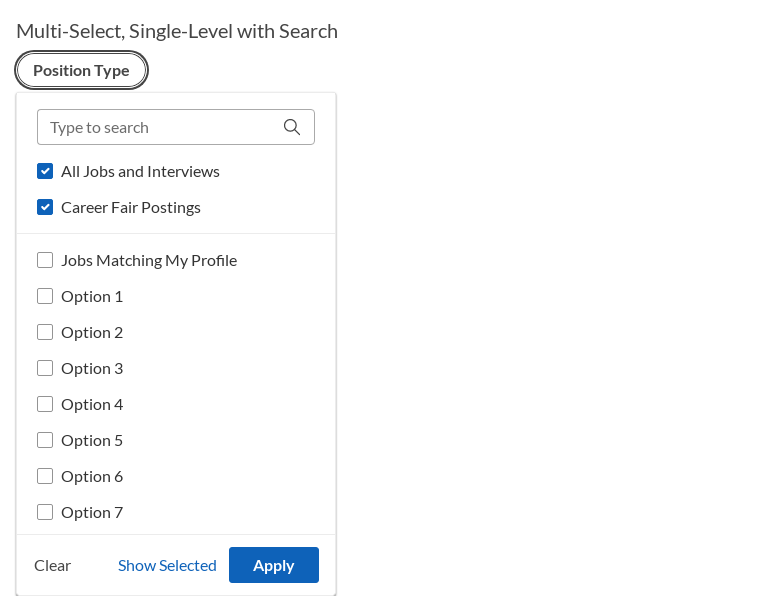 Multi-Select, Single-Level with Search
Position Type
Type to search
All Jobs and Interviews
Career Fair Postings
Jobs Matching My Profile
Option 1
Option 2
Option 3
Option 4
Option 5
Option 6
Option 7
Clear Show Selected Apply